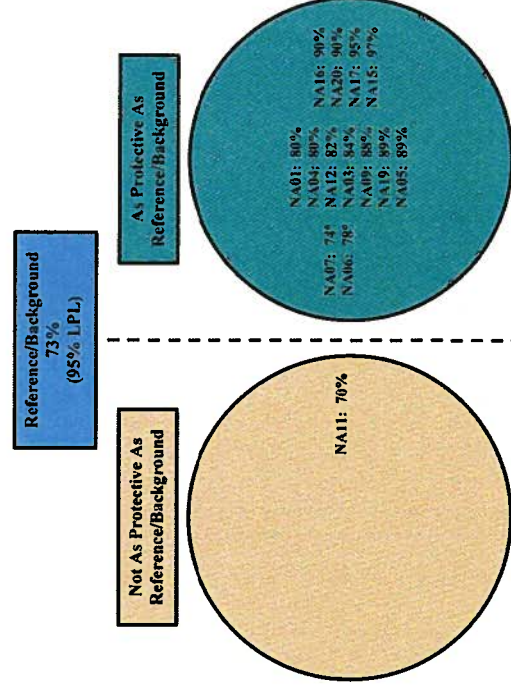 Reference/Background
73%
(95% LPL)
Not As Protective As
Reference/Background
As Protective As
Reference/Background
NA11: 70%
NA07: 74%
NA06: 78%
NA01: 80%
NA04: 80%
NA12: 82%
NA03: 84%
NA09: 88%
NA19: 89%
NA05: 89%
NA16: 90%
NA20: 90%
NA17: 95%
NA15: 97%